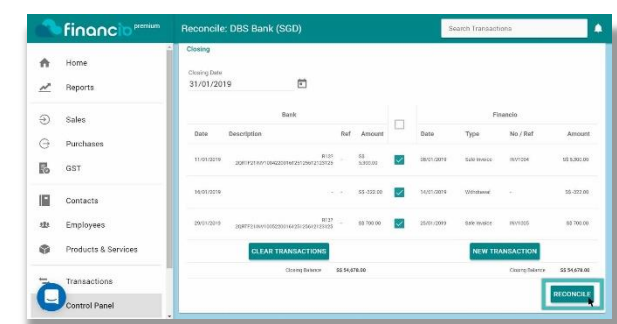 financio premium
Reconcile: DBS Bank (SGD)
Search Transactions
Home
Reports
Sales
Purchases
GST
Contacts
Employees
Products & Services
Transactions
Control Panel
Closing
Closing Date
31/01/2019
Bank
Financio
Date Description Ref Amount Date Type No / Ref Amount
11/01/2019 - S$ 5,300.00 08/01/2019 Sale Invoice INV1204 S$ 5,300.00
16/01/2019 - - S$ -322.00 14/01/2019 Withdrawal - S$ -322.00
29/01/2019 - S$ 700.00 25/01/2019 Sale Invoice INV1205 S$ 700.00
CLEAR TRANSACTIONS
NEW TRANSACTION
Closing Balance S$ 54,678.00
Closing Balance S$ 54,678.00
RECONCILE